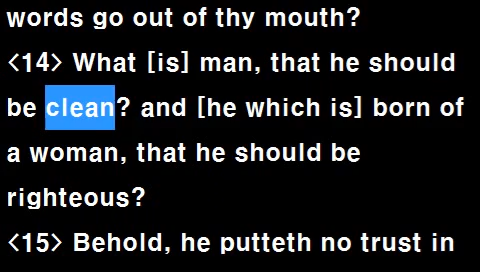 words go out of thy mouth?
<14> What [is] man, that he should
be clean? and [he which is] born of
a woman, that he should be
righteous?
<15> Behold, he putteth no trust in